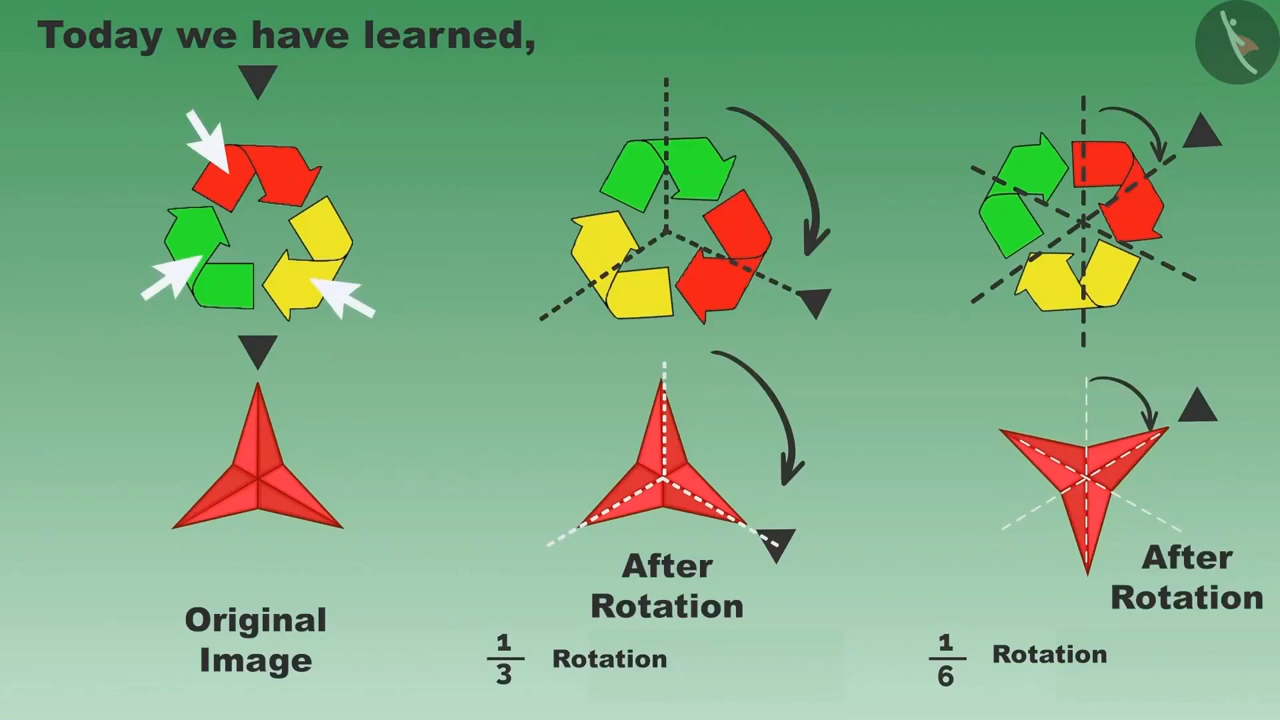 Today we have learned,
Original
Image
After
Rotation
1
3
Rotation
After
Rotation
1
6
Rotation